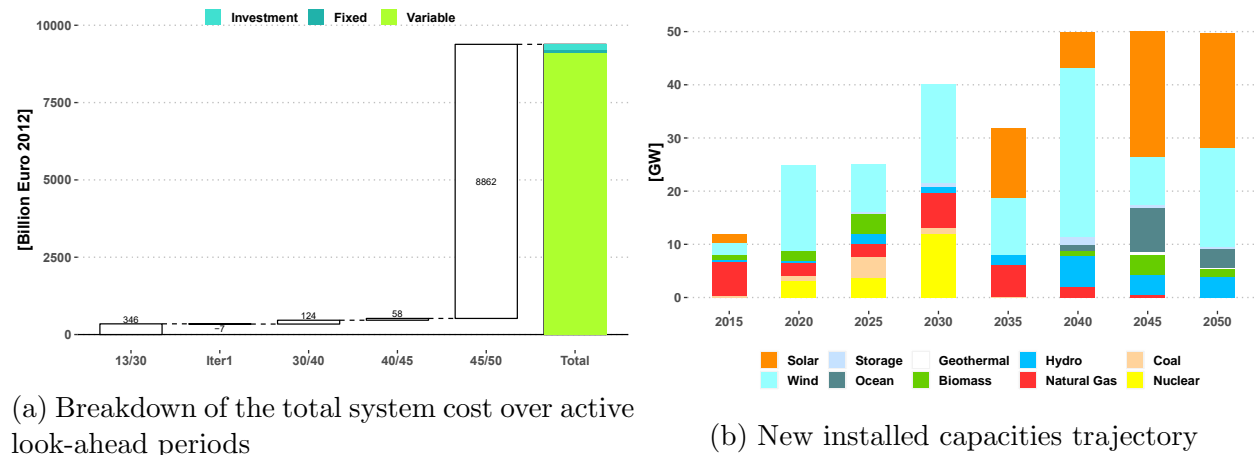 Investment Fixed Variable
[Billion Euro 2012]
10000
7500
5000
2500
0
346
−7
124
58
8862
13/30 Iter1 30/40 40/45 45/50 Total
(a) Breakdown of the total system cost over active
look-ahead periods
[GW]
50
40
30
20
10
0
2015 2020 2025 2030 2035 2040 2045 2050
Solar Storage Geothermal Hydro Coal
Wind Ocean Biomass Natural Gas Nuclear
(b) New installed capacities trajectory